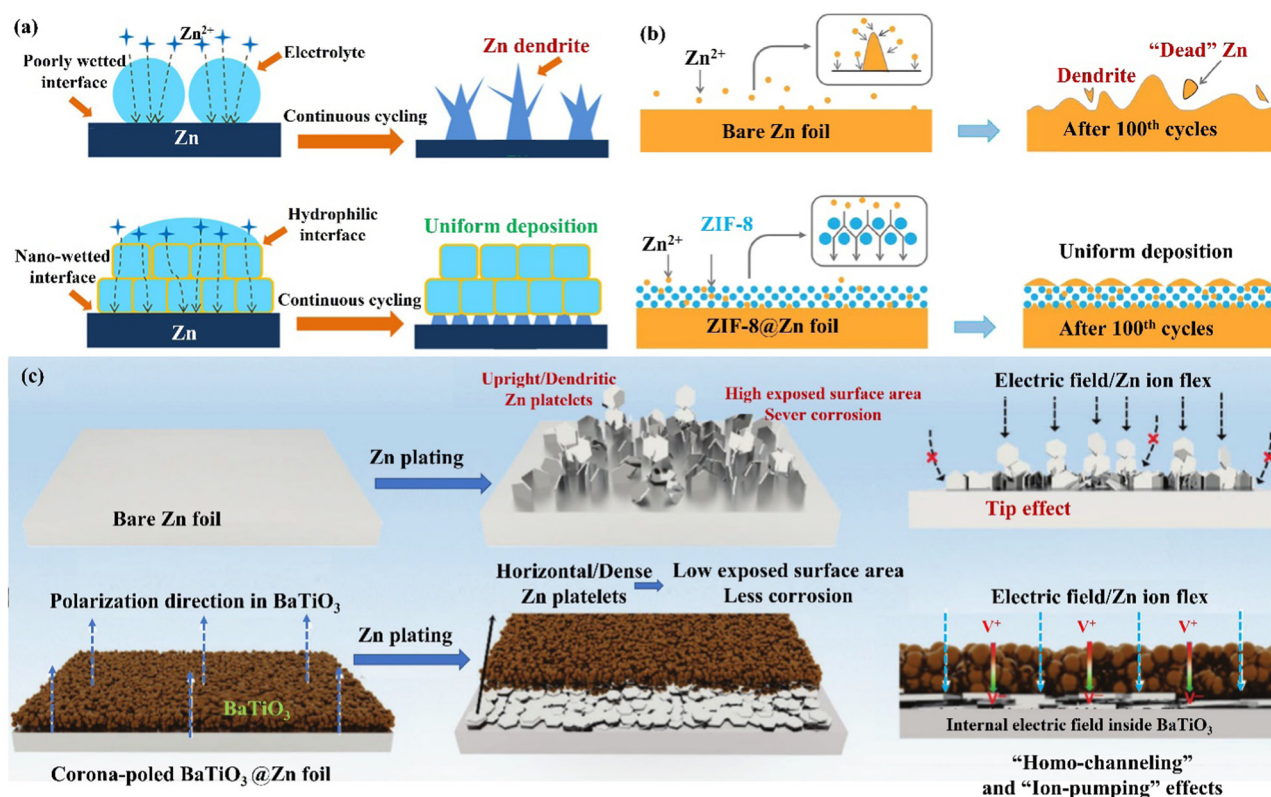 (a)
Zn²⁺
Electrolyte
Poorly wetted
interface
Zn
Continuous cycling
Zn dendrite
Hydrophilic
interface
Nano-wetted
interface
Zn
Continuous cycling
Uniform deposition
(b)
Zn²⁺
Bare Zn foil
“Dead” Zn
Dendrite
After 100ᵗʰ cycles
ZIF-8
Zn²⁺
ZIF-8@Zn foil
Uniform deposition
After 100ᵗʰ cycles
(c)
Bare Zn foil
Zn plating
Upright/Dendritic
Zn platelets
High exposed surface area
Sever corrosion
Electric field/Zn ion flex
Tip effect
Polarization direction in BaTiO₃
BaTiO₃
Corona-poled BaTiO₃@Zn foil
Zn plating
Horizontal/Dense
Zn platelets
Low exposed surface area
Less corrosion
Electric field/Zn ion flex
V⁺ V⁺ V⁺
Internal electric field inside BaTiO₃
“Homo-channeling”
and “Ion-pumping” effects